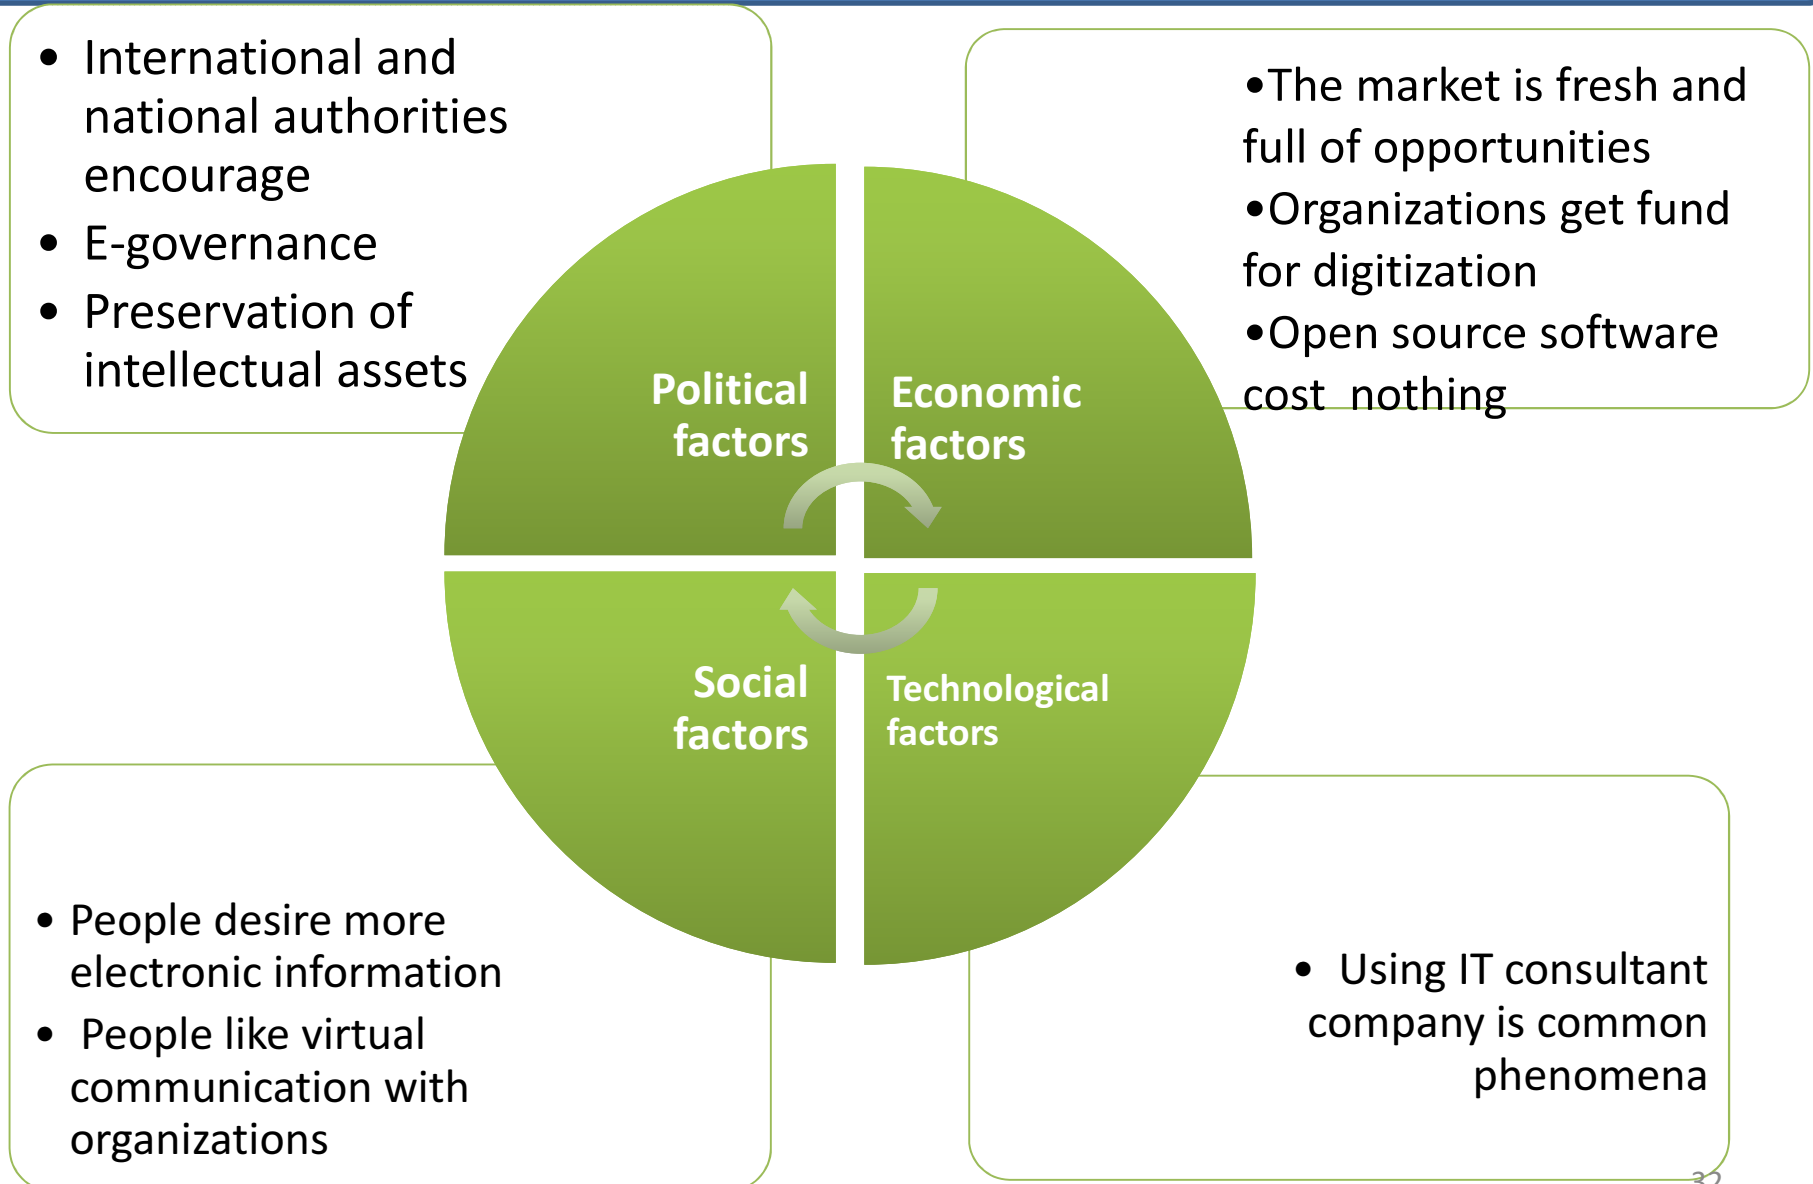 • International and
national authorities
encourage
• E-governance
• Preservation of
intellectual assets
•The market is fresh and
full of opportunities
•Organizations get fund
for digitization
•Open source software
cost  nothing
Political
factors
Economic
factors
Social
factors
Technological
factors
• People desire more
electronic information
• People like virtual
communication with
organizations
• Using IT consultant
company is common
phenomena
32